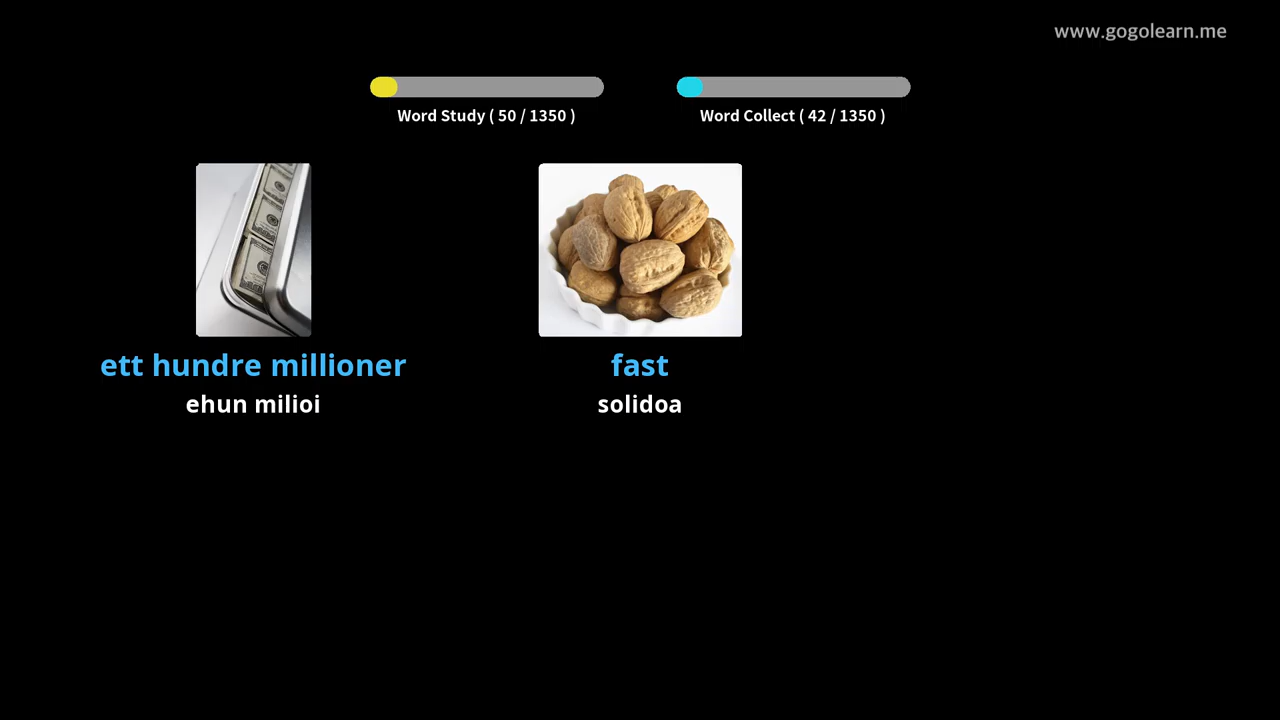 www.gogolearn.me
Word Study ( 50 / 1350 )
Word Collect ( 42 / 1350 )
ett hundre millioner
ehun milioi
fast
solidoa